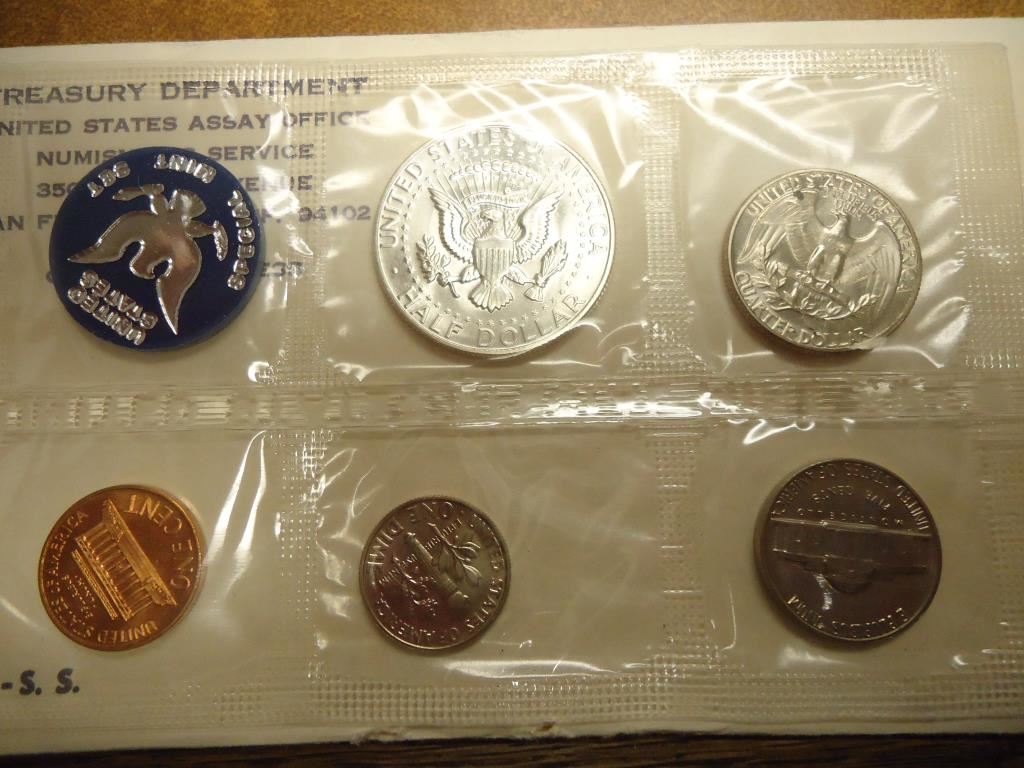 TREASURY DEPARTMENT
UNITED STATES ASSAY OFFICE
SERVICE
94102
SPECIAL MINT SET
UNITED
STATES
UNITED STATES OF AMERICA
HALF DOLLAR
UNITED STATES OF AMERICA
QUARTER DOLLAR
UNITED STATES OF AMERICA
ONE CENT
UNITED STATES OF AMERICA
ONE DIME
MONTICELLO
FIVE CENTS
UNITED STATES OF AMERICA
E PLURIBUS UNUM
-S. S.